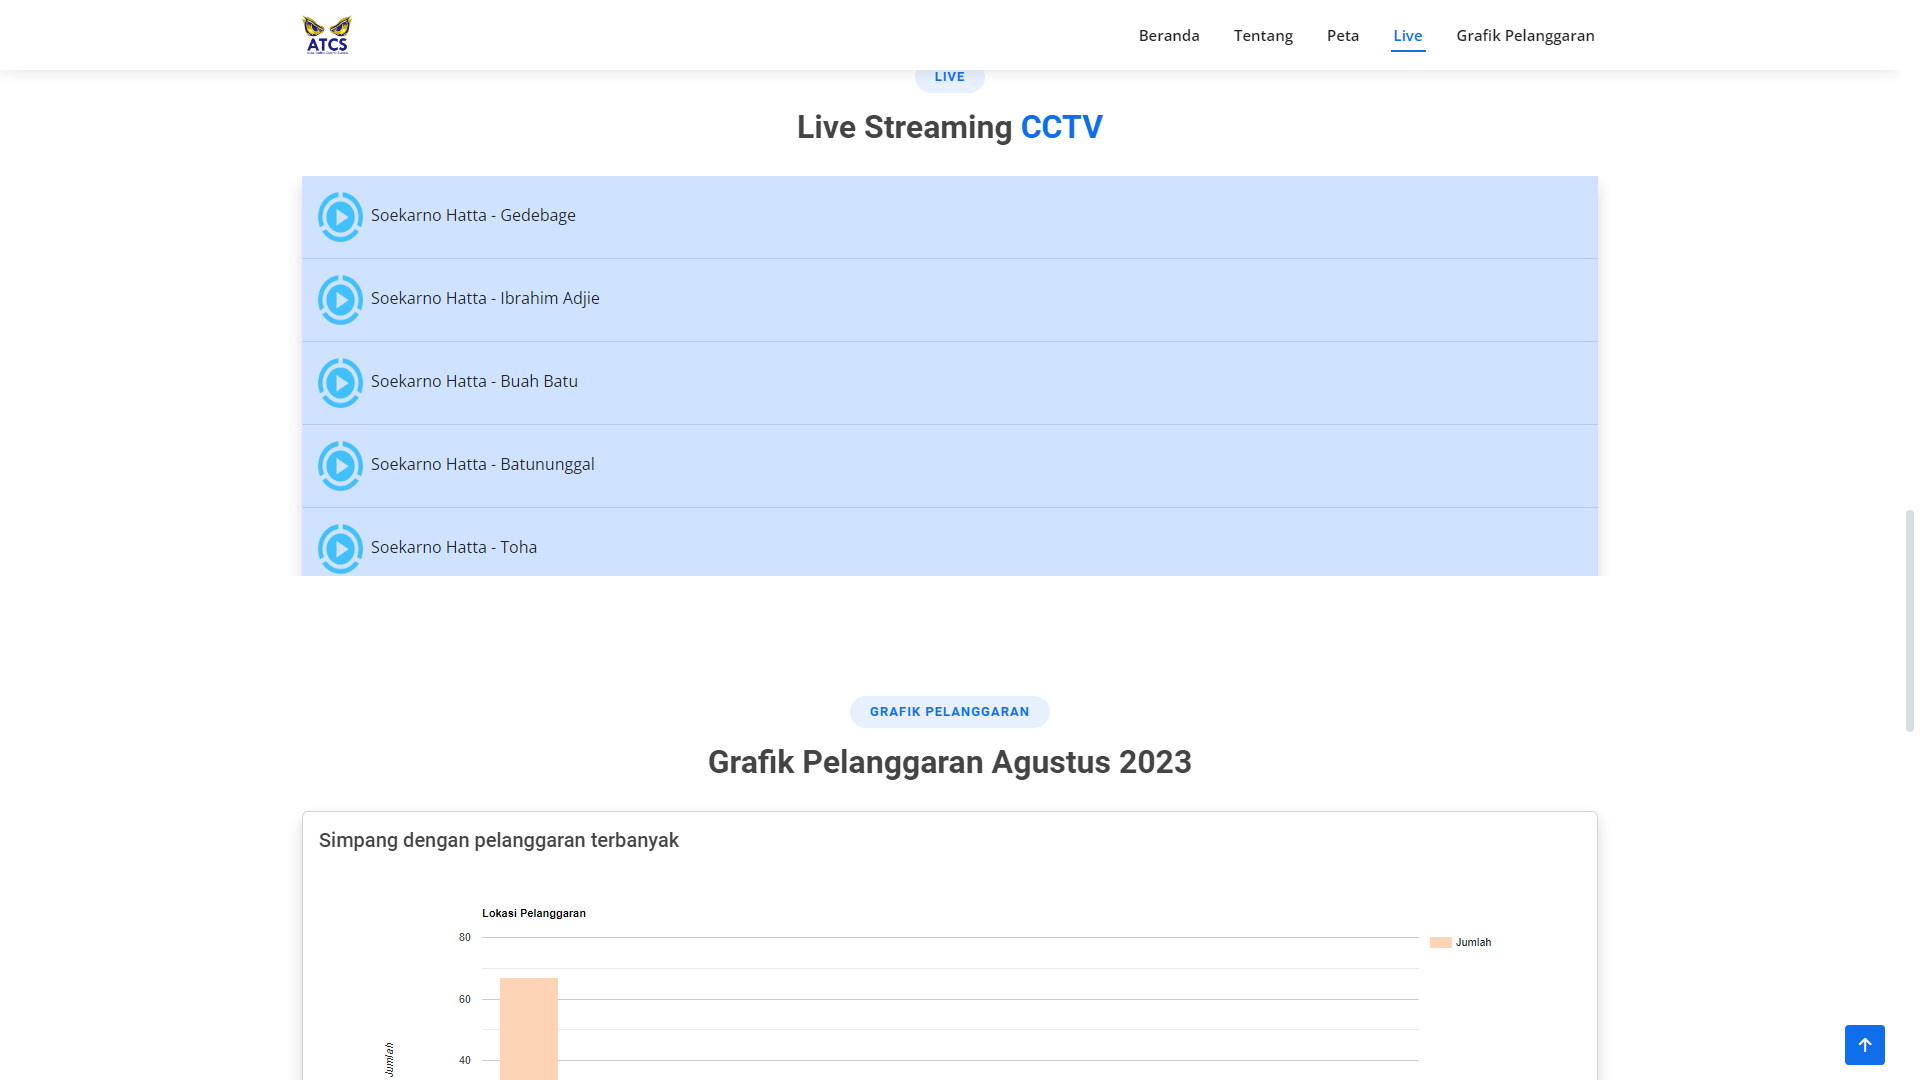 ATCS
Beranda
Tentang
Peta
Live
Grafik Pelanggaran
LIVE
Live Streaming CCTV
Soekarno Hatta - Gedebage
Soekarno Hatta - Ibrahim Adjie
Soekarno Hatta - Buah Batu
Soekarno Hatta - Batununggal
Soekarno Hatta - Toha
GRAFIK PELANGGARAN
Grafik Pelanggaran Agustus 2023
Simpang dengan pelanggaran terbanyak
Lokasi Pelanggaran
80
Jumlah
60
40
Jumlah